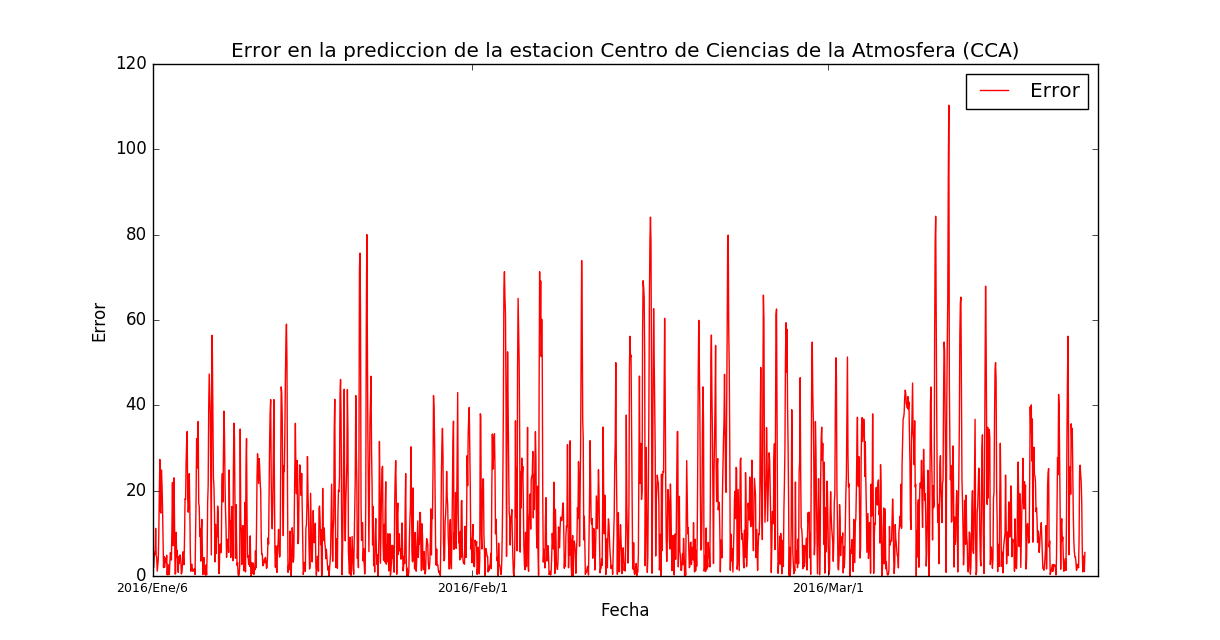 Error en la prediccion de la estacion Centro de Ciencias de la Atmosfera (CCA)
Error
120
100
80
60
40
20
0
Error
2016/Ene/6
2016/Feb/1
2016/Mar/1
Fecha